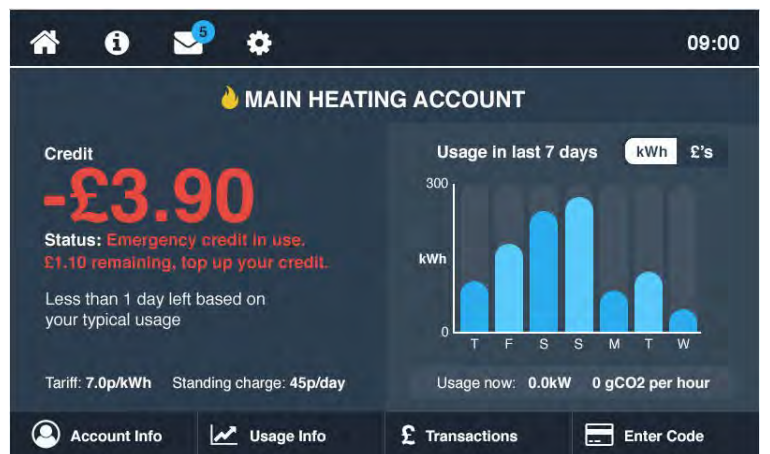 5
09:00
MAIN HEATING ACCOUNT
Credit
-£3.90
Status: Emergency credit in use.
£1.10 remaining, top up your credit.
Less than 1 day left based on
your typical usage
Tariff: 7.0p/kWh Standing charge: 45p/day
Usage in last 7 days kWh £'s
300
kWh
0
T F S S M T W
Usage now: 0.0kW 0 gCO2 per hour
Account Info Usage Info £ Transactions Enter Code